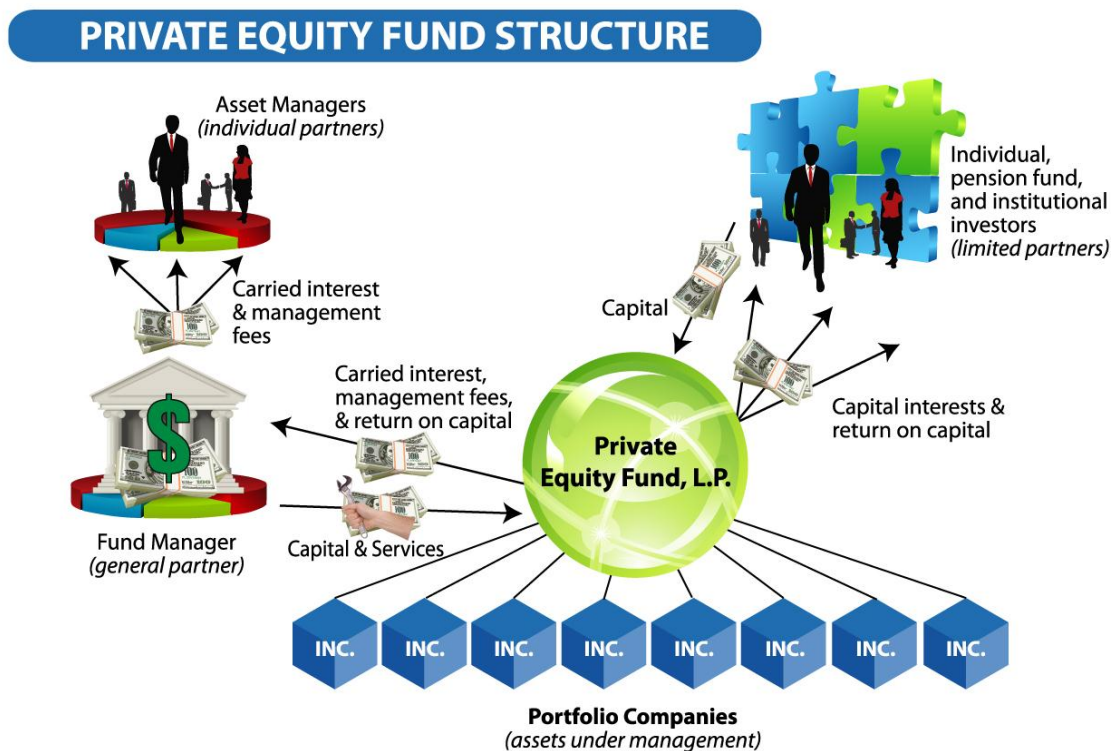 PRIVATE EQUITY FUND STRUCTURE
Asset Managers
(individual partners)
Individual,
pension fund,
and institutional
investors
(limited partners)
Carried interest
& management
fees
Capital
Carried interest,
management fees,
& return on capital
Capital interests &
return on capital
Private
Equity Fund, L.P.
$
Fund Manager
(general partner)
Capital & Services
INC.
INC.
INC.
INC.
INC.
INC.
INC.
INC.
Portfolio Companies
(assets under management)